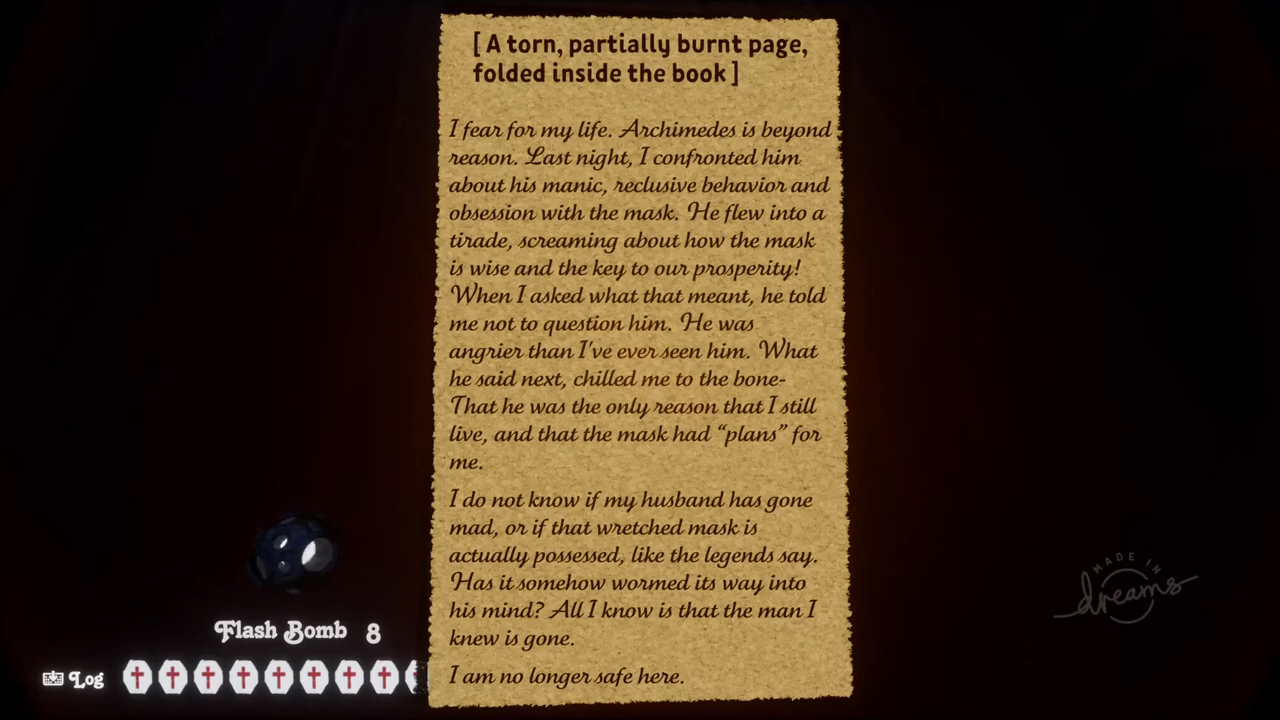 [ A torn, partially burnt page,
folded inside the book ]
I fear for my life. Archimedes is beyond
reason. Last night, I confronted him
about his manic, reclusive behavior and
obsession with the mask. He flew into a
tirade, screaming about how the mask
is wise and the key to our prosperity!
When I asked what that meant, he told
me not to question him. He was
angrier than I've ever seen him. What
he said next, chilled me to the bone-
That he was the only reason that I still
live, and that the mask had “plans” for
me.
I do not know if my husband has gone
mad, or if that wretched mask is
actually possessed, like the legends say.
Has it somehow wormed its way into
his mind? All I know is that the man I
knew is gone.
I am no longer safe here.
Flash Bomb 8
Log
MADE IN
dreams